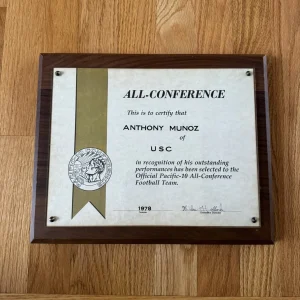 ALL-CONFERENCE
This is to certify that
ANTHONY MUNOZ
of
USC
in recognition of his outstanding
performances has been selected to the
Official Pacific-10 All-Conference
Football Team.
1978